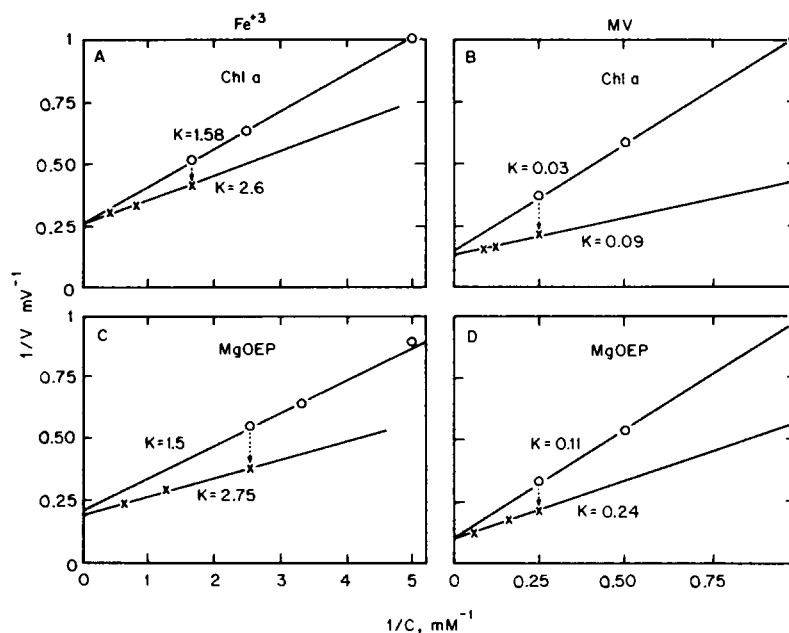 Fe+3
MV
A
Chl a
K=1.58
K=2.6
B
Chl a
K=0.03
K=0.09
C
MgOEP
K=1.5
K=2.75
D
MgOEP
K=0.11
K=0.24
1
0.75
0.50
0.25
0
1
0.75
0.50
0.25
0
1/V mV-1
0 1 2 3 4 5
0 0.25 0.50 0.75
1/C, mM-1